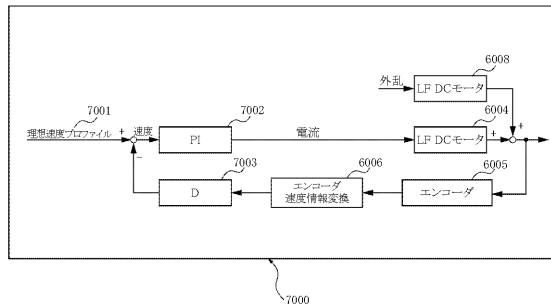 6008
外乱
LF DCモータ
7001
7002
6004
理想速度プロファイル
+
速度
PI
電流
LF DCモータ
+
+
−
7003
6006
6005
D
エンコーダ
速度情報変換
エンコーダ
7000